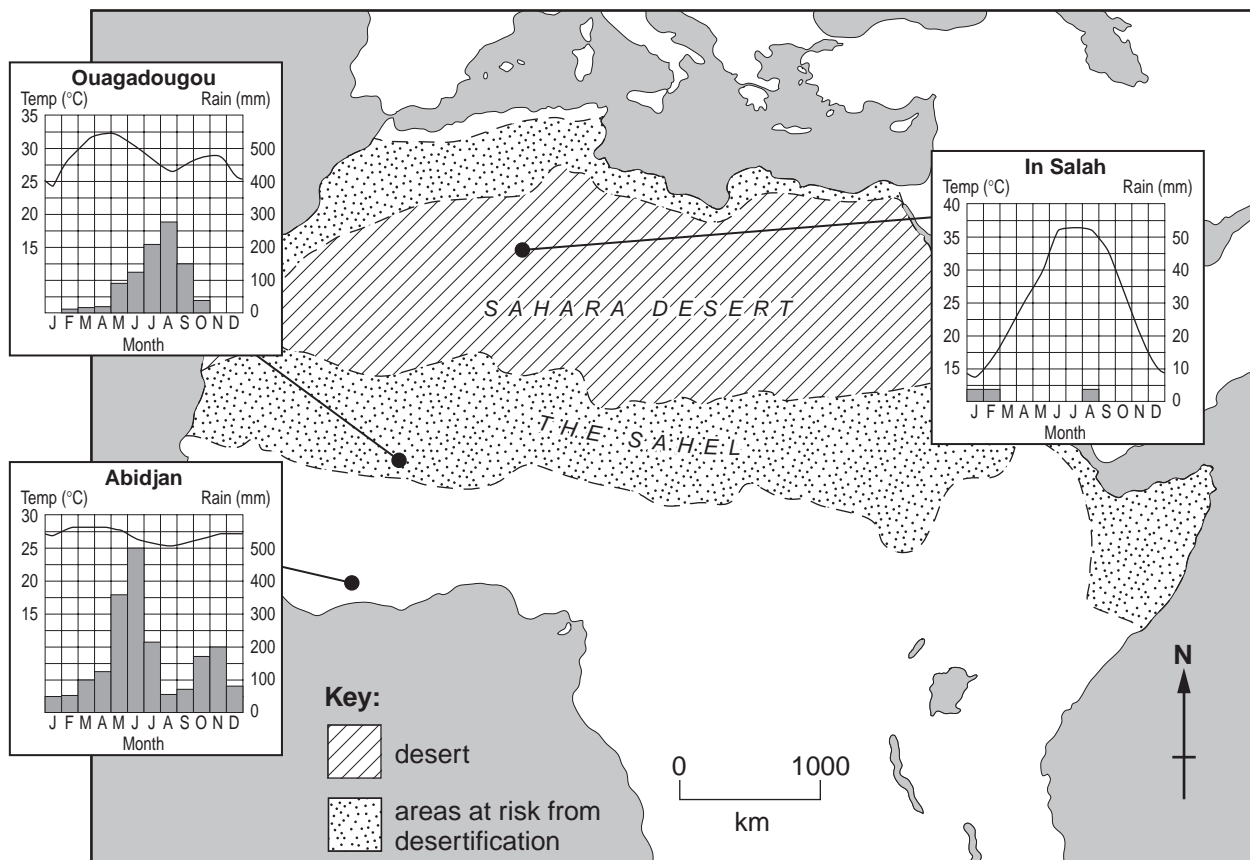 Ouagadougou
Temp (°C) Rain (mm)
35
30 500
25 400
20 300
15 200
100
0
J F M A M J J A S O N D
Month
In Salah
Temp (°C) Rain (mm)
40
35 50
30 40
25 30
20 20
15 10
0
J F M A M J J A S O N D
Month
SAHARA DESERT
THE SAHEL
Abidjan
Temp (°C) Rain (mm)
30
25 500
20 400
15 300
200
100
0
J F M A M J J A S O N D
Month
Key:
desert
areas at risk from
desertification
0 1000
km
N